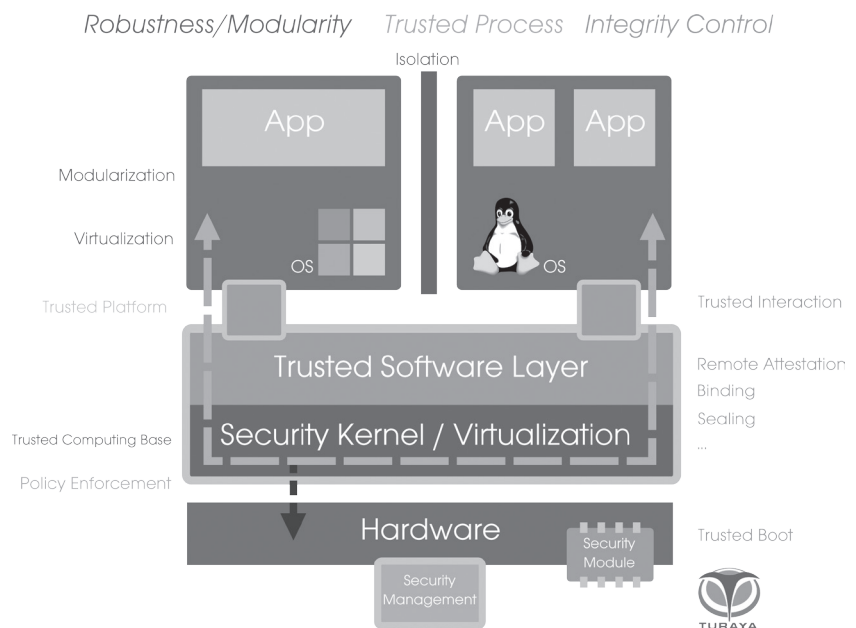 Robustness/Modularity Trusted Process Integrity Control
Isolation
App
App App
Modularization
Virtualization
OS
OS
Trusted Platform
Trusted Interaction
Trusted Software Layer
Remote Attestation
Binding
Sealing
...
Trusted Computing Base
Security Kernel / Virtualization
Policy Enforcement
Hardware
Security
Module
Trusted Boot
Security
Management
TURAYA